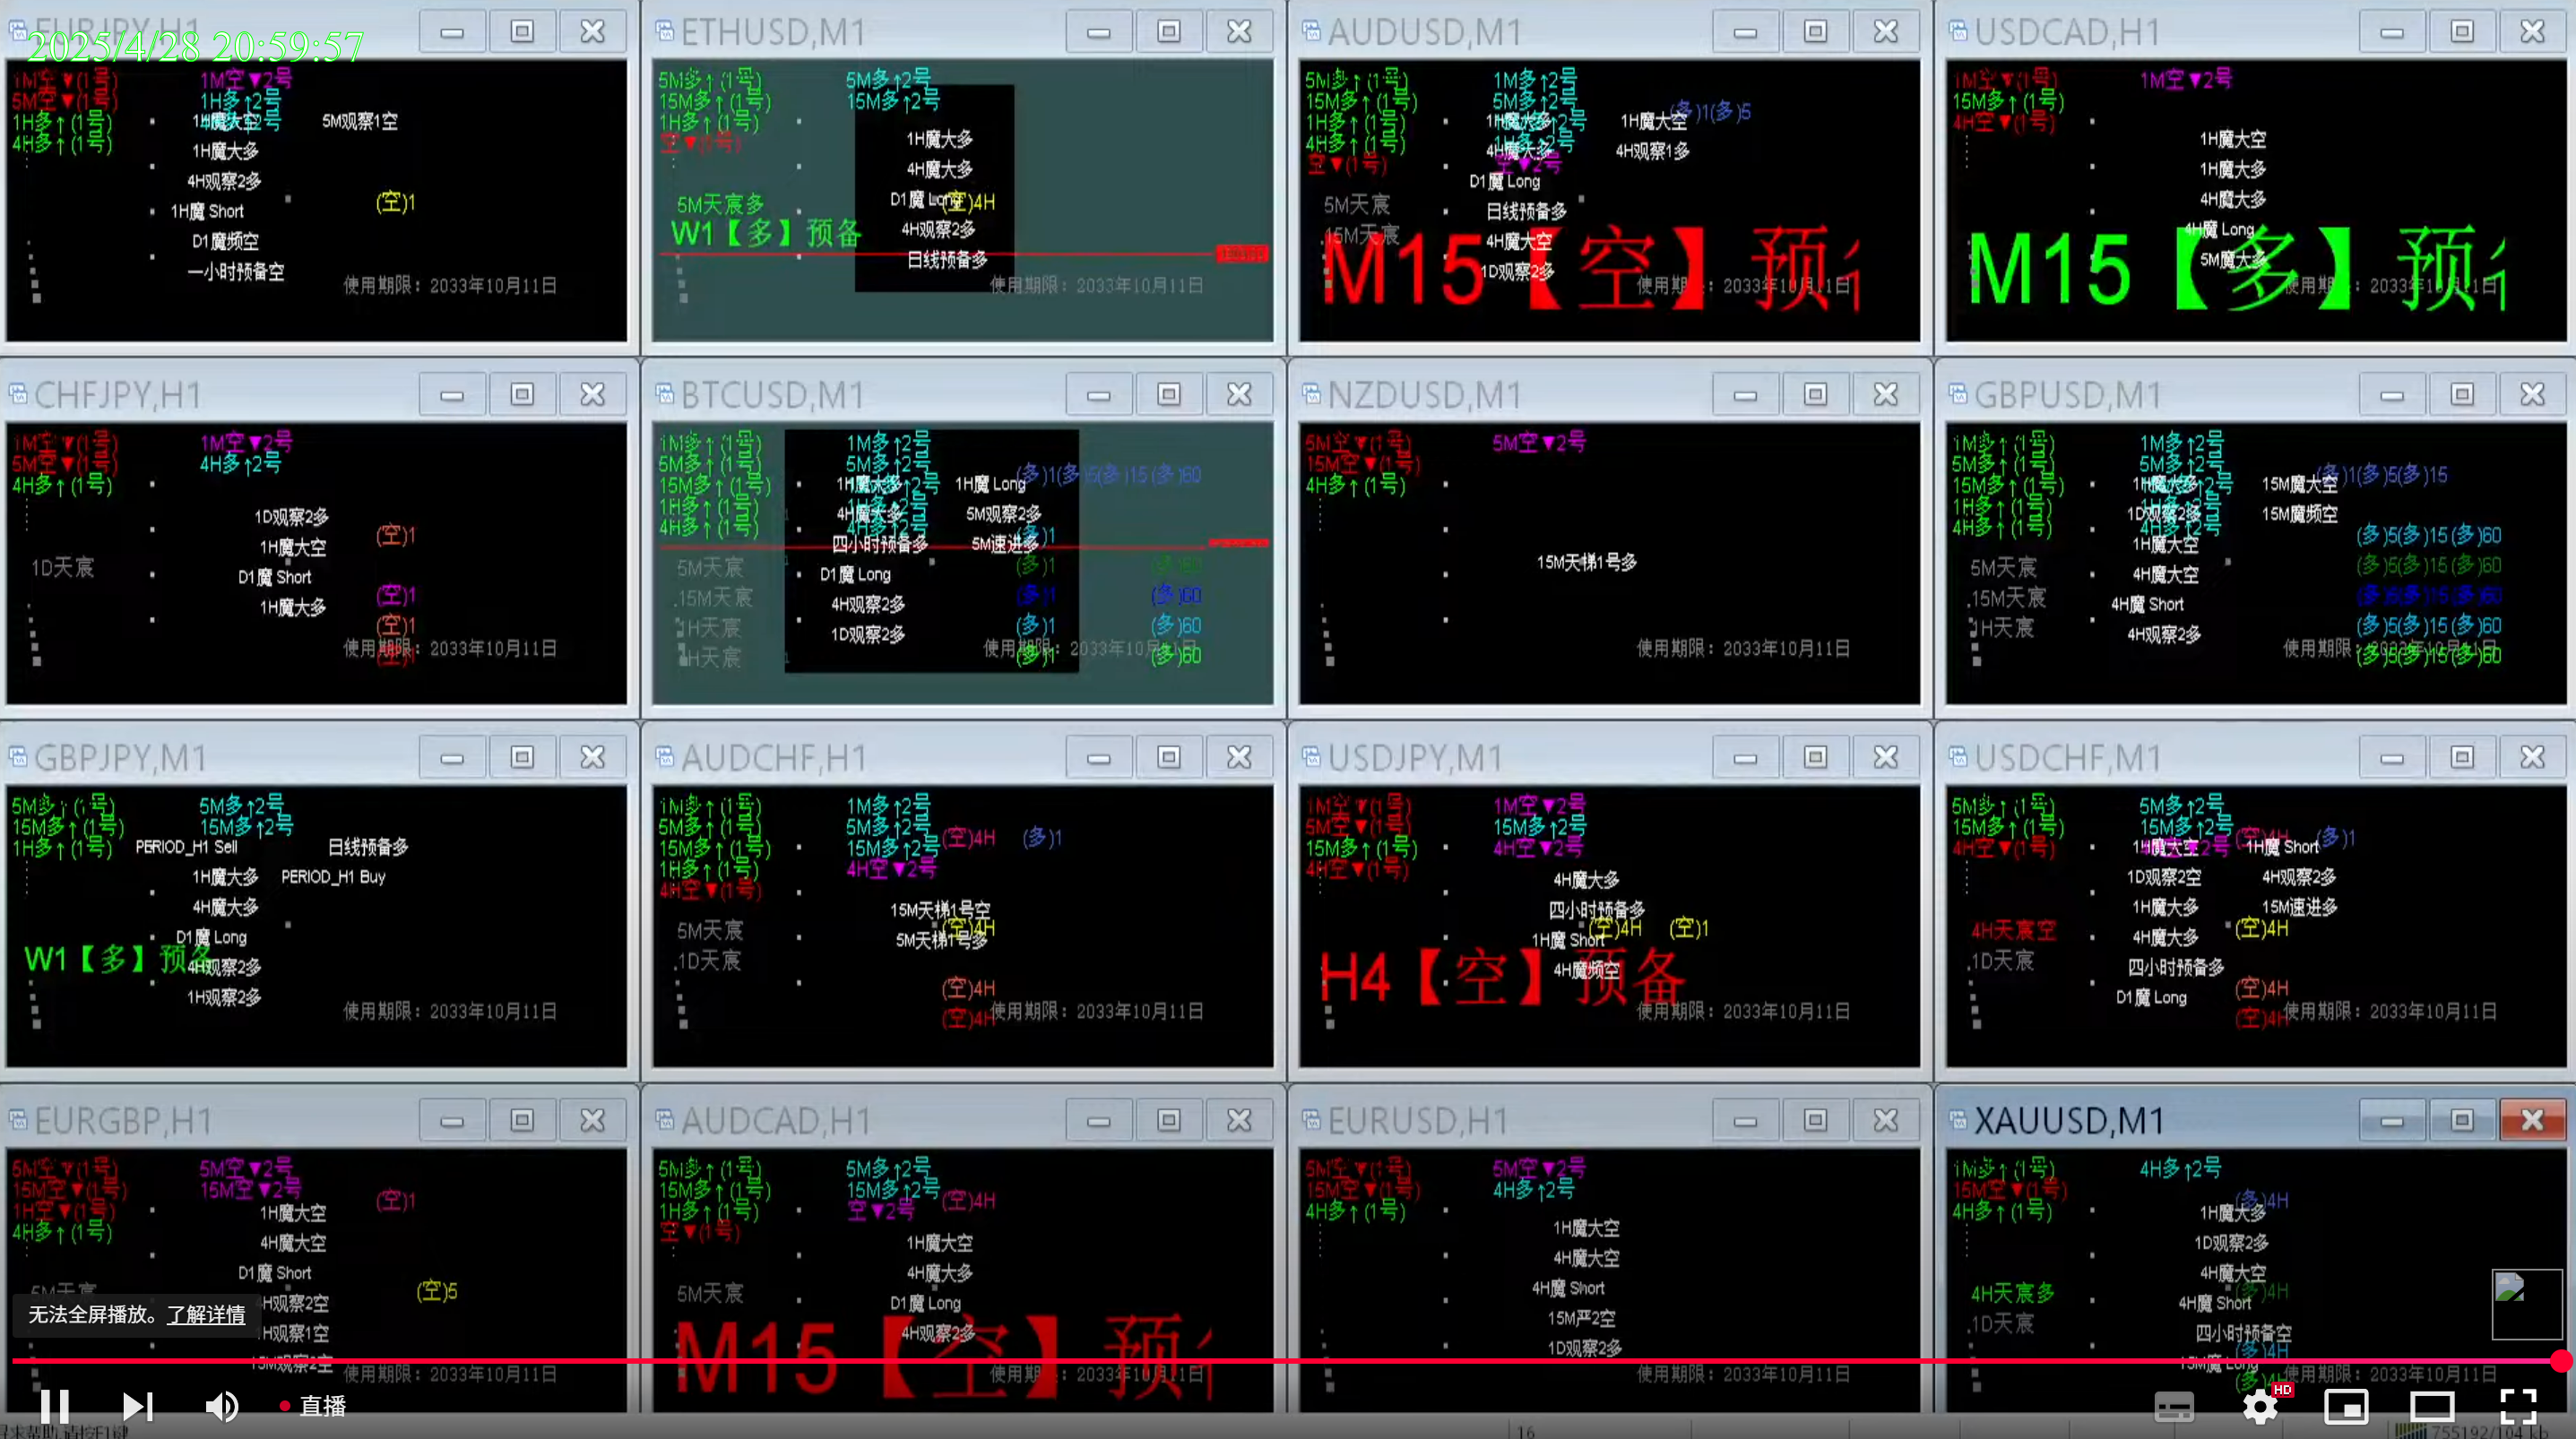 EURJPY,H1
2025/4/28 20:59:57
1M空▼(1号)
5M空▼(1号)
1H多↑(1号)
4H多↑(1号)
1M空▼2号
1H多↑2号
5M观察1空
1H魔大多
4H观察2多
1H魔 Short
D1魔频空
一小时预备空
(空)1
使用期限：2033年10月11日
ETHUSD,M1
5M多↑(1号)
15M多↑(1号)
1H多↑(1号)
空▼(1号)
5M多↑2号
15M多↑2号
1H魔大多
4H魔大多
D1魔 Long
(空)4H
4H观察2多
日线预备多
5M天宸多
W1【多】预备
使用期限：2033年10月11日
AUDUSD,M1
5M多↑(1号)
15M多↑(1号)
1H多↑(1号)
4H多↑(1号)
空▼(1号)
1M多↑2号
5M多↑2号
空▼2号
(多)1(多)5
1H魔大空
4H魔大多
4H观察1多
D1魔 Long
日线预备多
4H魔大空
1D观察2多
5M天宸
15M天宸
M15【空】预
使用期限：2033年10月11日
USDCAD,H1
1M空▼(1号)
15M多↑(1号)
4H空▼(1号)
1M空▼2号
1H魔大空
1H魔大多
4H魔大多
4H魔 Long
5M魔大多
M15【多】预
使用期限：2033年10月11日
CHFJPY,H1
1M空▼(1号)
5M空▼(1号)
4H多↑(1号)
1M空▼2号
4H多↑2号
1D观察2多
1H魔大空
D1魔 Short
1H魔大多
1D天宸
(空)1
(空)1
(空)1
(空)1
使用期限：2033年10月11日
BTCUSD,M1
1M多↑(1号)
5M多↑(1号)
15M多↑(1号)
1H多↑(1号)
4H多↑(1号)
1M多↑2号
5M多↑2号
(多)1(多)5(多)15(多)60
1H魔大多
1H魔 Long
4H魔大多
5M观察2多
四小时预备多
5M速进多
D1魔 Long
4H观察2多
1D观察2多
5M天宸
15M天宸
1H天宸
(多)1
(多)1
(多)60
(多)1
(多)60
(多)1
(多)60
(多)1
(多)60
NZDUSD,M1
5M空▼(1号)
15M空▼(1号)
4H多↑(1号)
5M空▼2号
15M天梯1号多
使用期限：2033年10月11日
GBPUSD,M1
1M多↑(1号)
5M多↑(1号)
15M多↑(1号)
1H多↑(1号)
4H多↑(1号)
1M多↑2号
5M多↑2号
(多)1(多)5(多)15
15M魔大空
1D观察2多
15M魔频空
1H魔大空
4H魔大空
4H魔 Short
4H观察2多
5M天宸
15M天宸
1H天宸
(多)5(多)15(多)60
(多)5(多)15(多)60
(多)5(多)15(多)60
(多)5(多)15(多)60
(多)5(多)15(多)60
GBPJPY,M1
5M多↑(1号)
15M多↑(1号)
1H多↑(1号)
5M多↑2号
15M多↑2号
PERIOD_H1 Sell
日线预备多
1H魔大多
PERIOD_H1 Buy
4H魔大多
D1魔 Long
W1【多】预备
4H观察2多
1H观察2多
使用期限：2033年10月11日
AUDCHF,H1
1M多↑(1号)
5M多↑(1号)
15M多↑(1号)
1H多↑(1号)
4H空▼(1号)
1M多↑2号
5M多↑2号
15M多↑2号
4H空▼2号
(空)4H
(多)1
15M天梯1号空
(空)4H
5M天梯1号多
5M天宸
1D天宸
(空)4H
(空)4H
使用期限：2033年10月11日
USDJPY,M1
1M空▼(1号)
5M空▼(1号)
15M多↑(1号)
4H空▼(1号)
1M空▼2号
15M多↑2号
4H空▼2号
4H魔大多
四小时预备多
(空)4H
(空)1
1H魔 Short
4H魔频空
H4【空】预备
使用期限：2033年10月11日
USDCHF,M1
5M多↑(1号)
15M多↑(1号)
4H空▼(1号)
5M多↑2号
15M多↑2号
(空)4H
(多)1
1H魔 Short
1D观察2空
4H观察2多
1H魔大多
15M速进多
4H魔大多
(空)4H
四小时预备多
D1魔 Long
4H天宸空
1D天宸
(空)4H
(空)4H
使用期限：2033年10月11日
EURGBP,H1
5M空▼(1号)
15M空▼(1号)
1H空▼(1号)
4H多↑(1号)
5M空▼2号
15M空▼2号
(空)1
1H魔大空
4H魔大空
D1魔 Short
(空)5
4H观察2空
H观察1空
15M观察2空
5M天宸
无法全屏播放。了解详情
使用期限：2033年10月11日
AUDCAD,H1
5M多↑(1号)
15M多↑(1号)
1H多↑(1号)
空▼(1号)
5M多↑2号
15M多↑2号
空▼2号
(空)4H
1H魔大空
4H魔大多
D1魔 Long
4H观察2多
5M天宸
M15【空】预
使用期限：2033年10月11日
EURUSD,H1
5M空▼(1号)
15M空▼(1号)
4H多↑(1号)
5M空▼2号
4H多↑2号
1H魔大空
4H魔大空
4H魔 Short
15M严2空
1D观察2多
使用期限：2033年10月11日
XAUUSD,M1
1M多↑(1号)
15M空▼(1号)
4H多↑(1号)
4H多↑2号
(多)4H
1H魔大多
1D观察2多
4H魔大空
4H魔 Short
(多)4H
四小时预备空
(多)4H
15M魔 Long
4H天宸多
1D天宸
使用期限：2033年10月11日
直播
HD
16
755192/104 kb